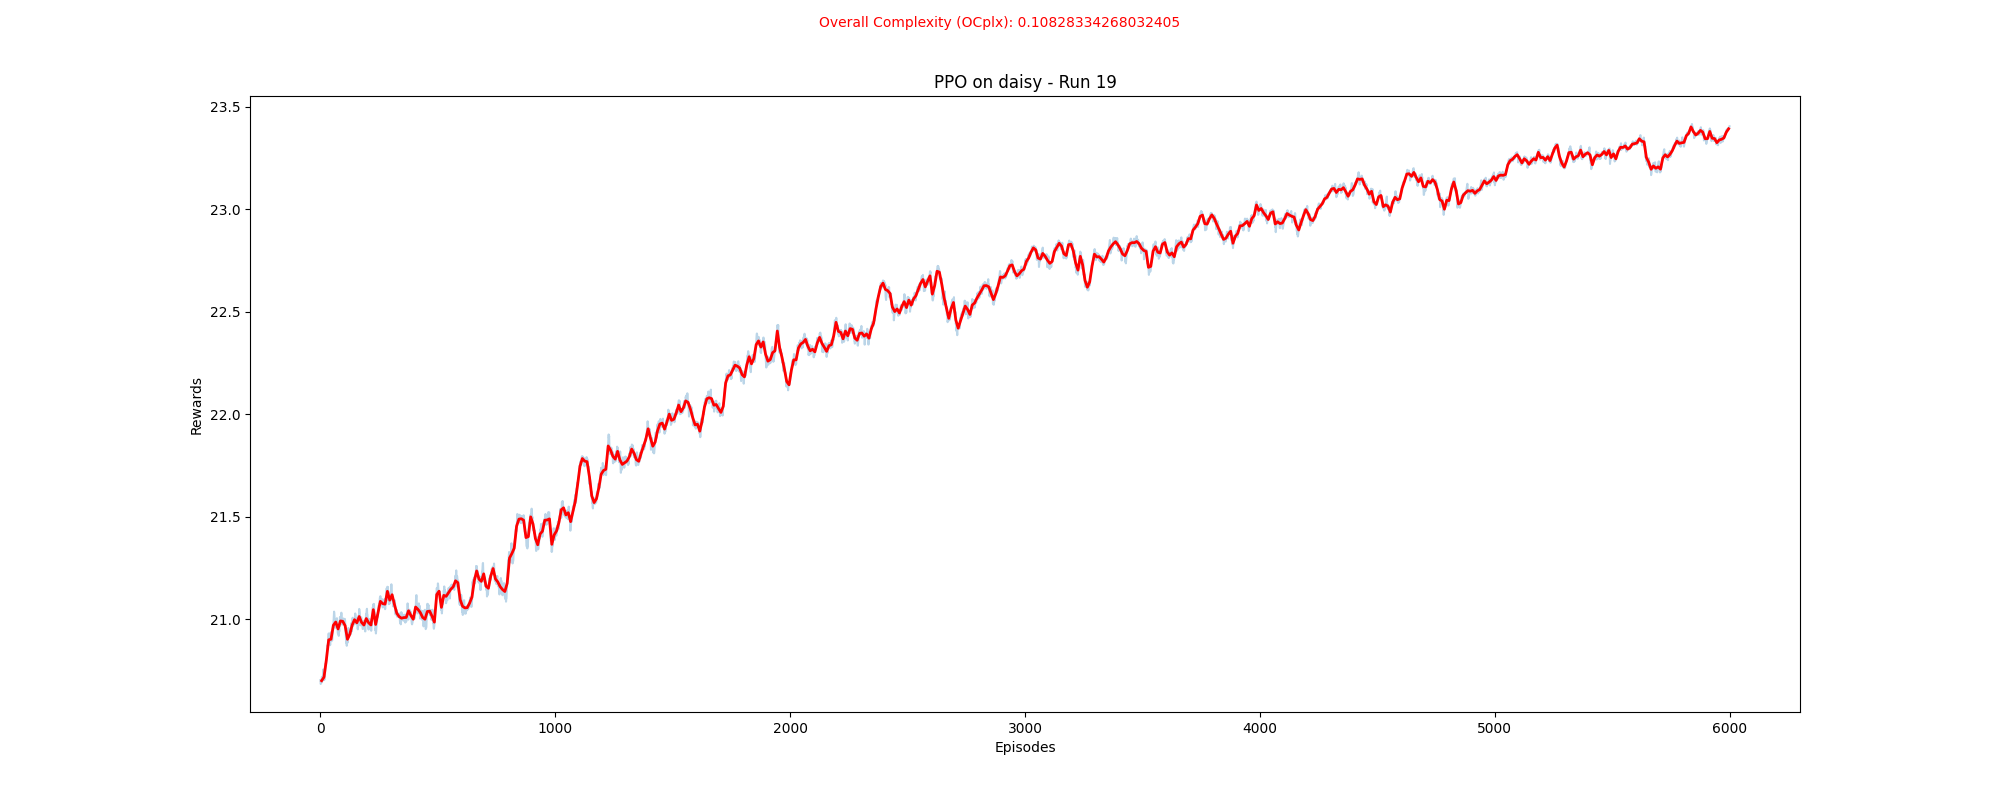 Overall Complexity (OCplx): 0.10828334268032405
PPO on daisy - Run 19
23.5
23.0
22.5
22.0
21.5
21.0
Rewards
0 1000 2000 3000 4000 5000 6000
Episodes